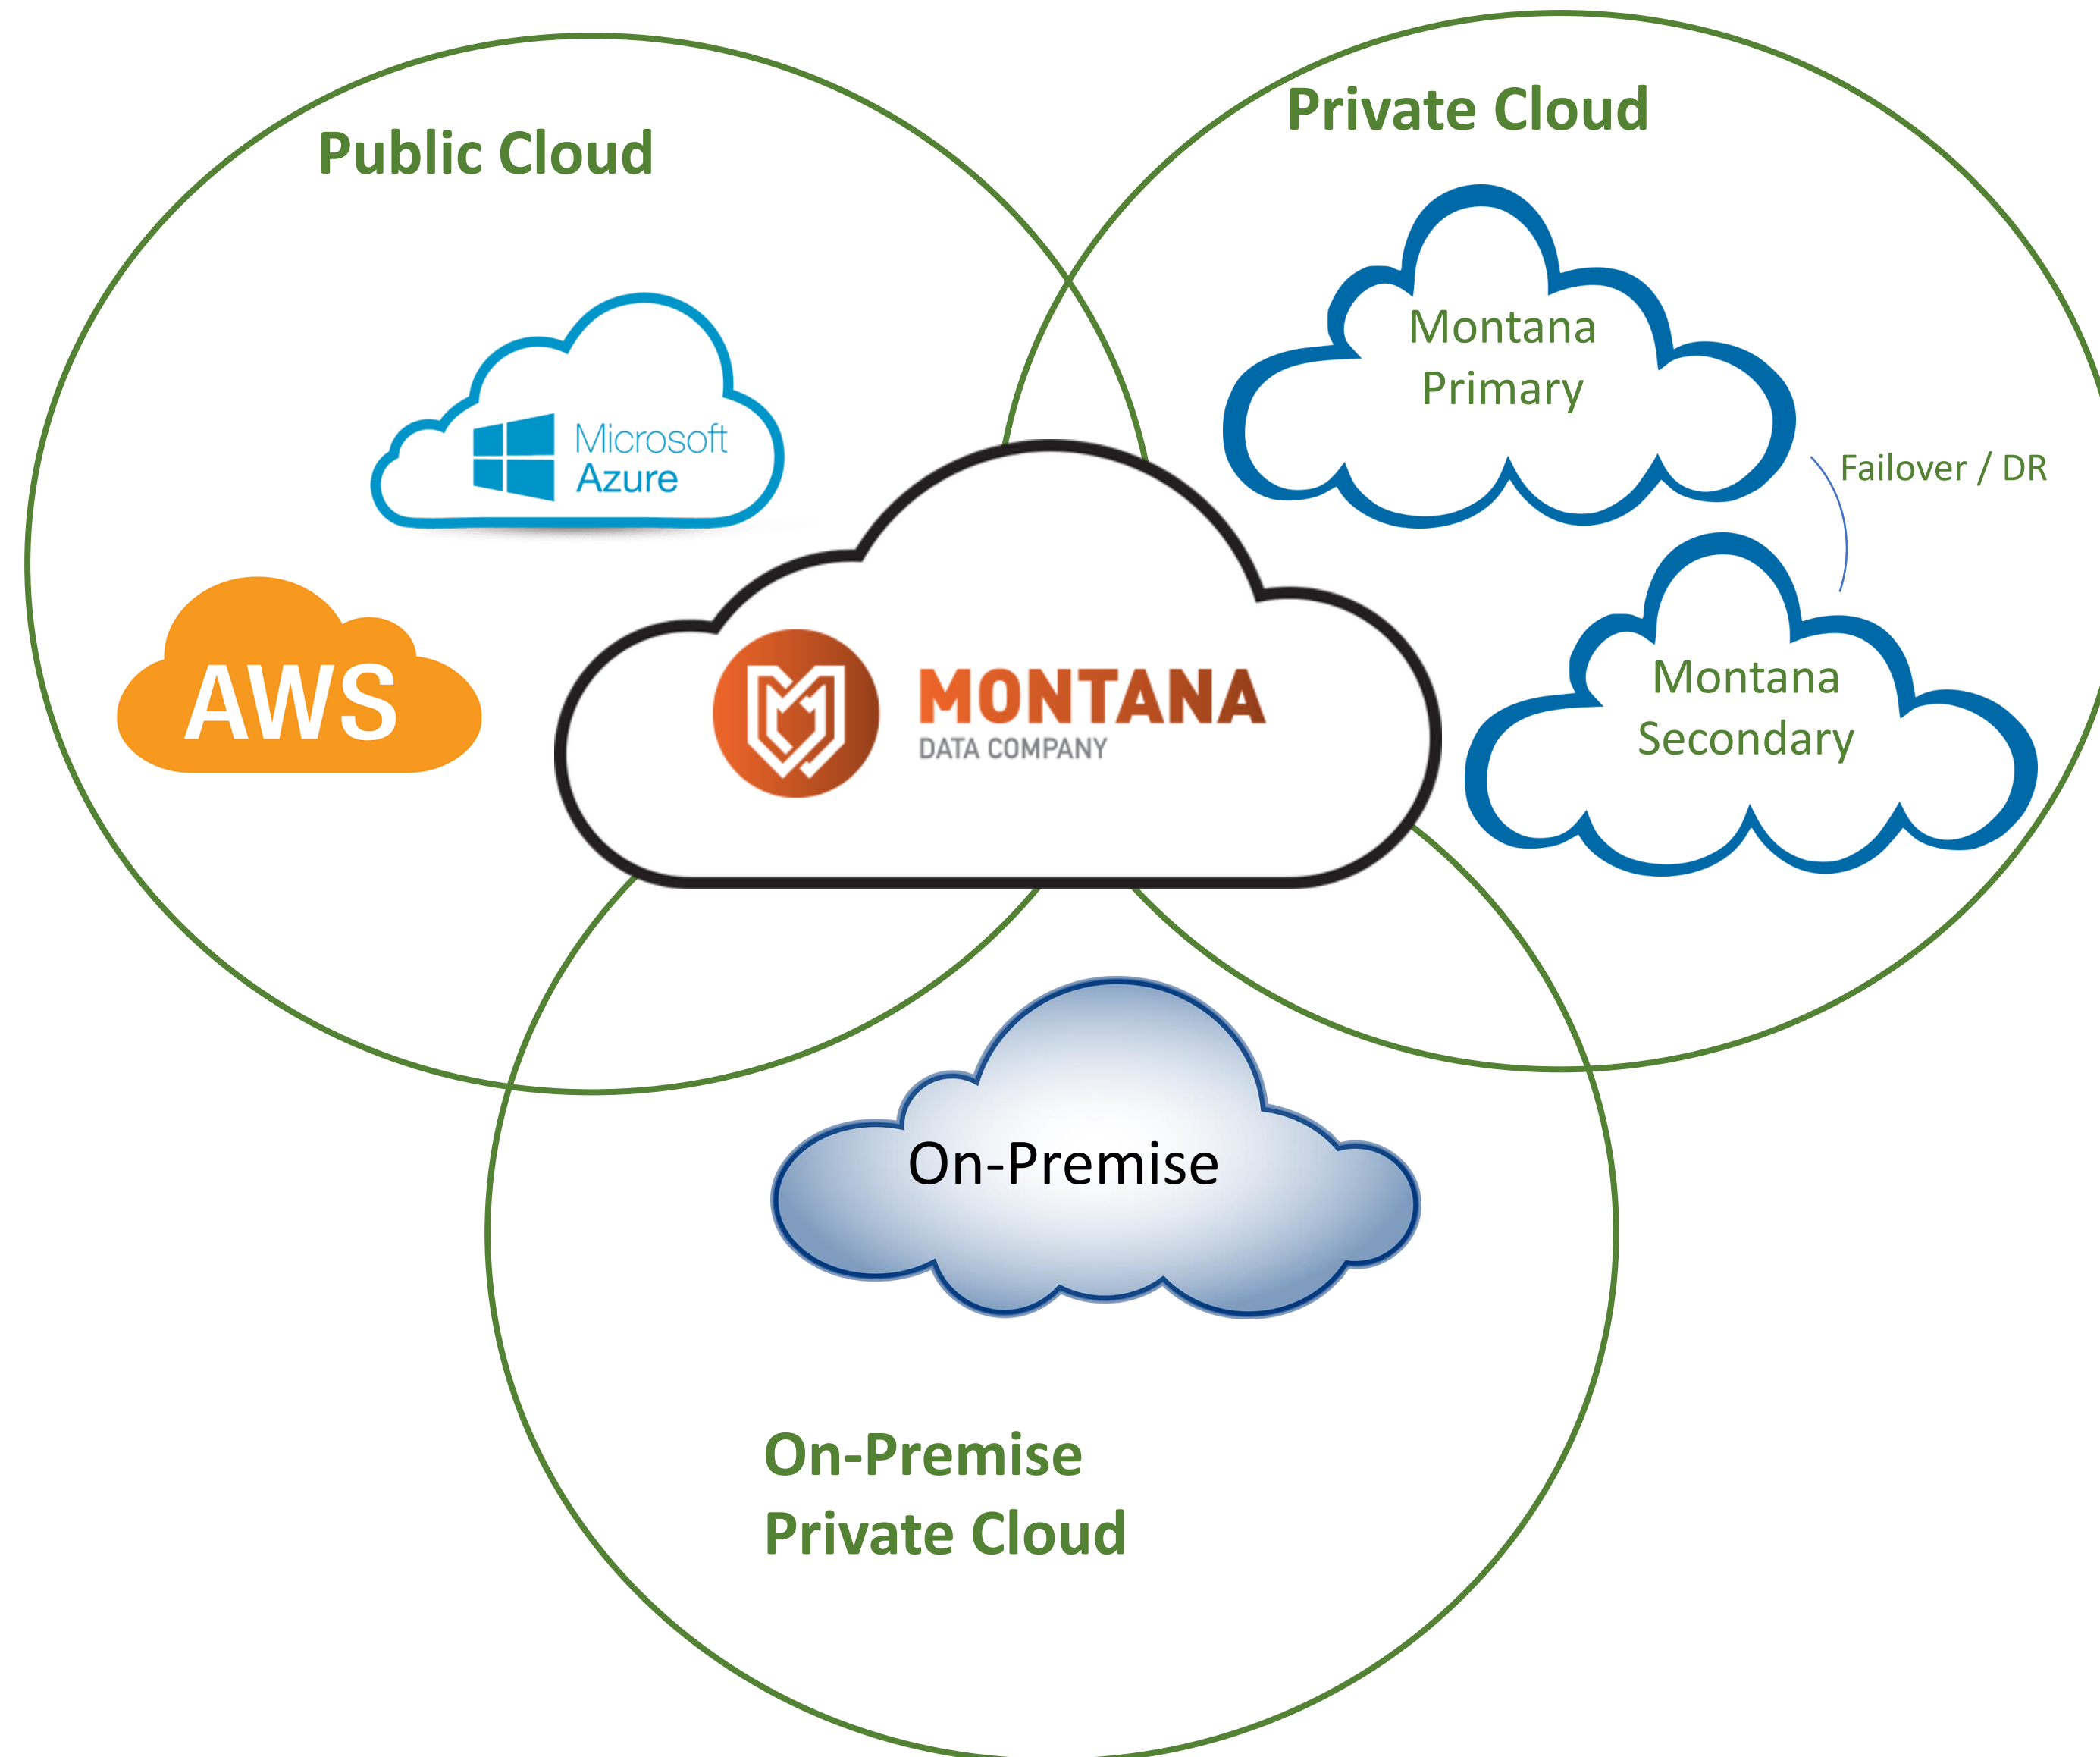 Public Cloud
Private Cloud
Microsoft
Azure
AWS
Montana
Primary
Failover / DR
Montana
Secondary
MONTANA
DATA COMPANY
On-Premise
On-Premise
Private Cloud